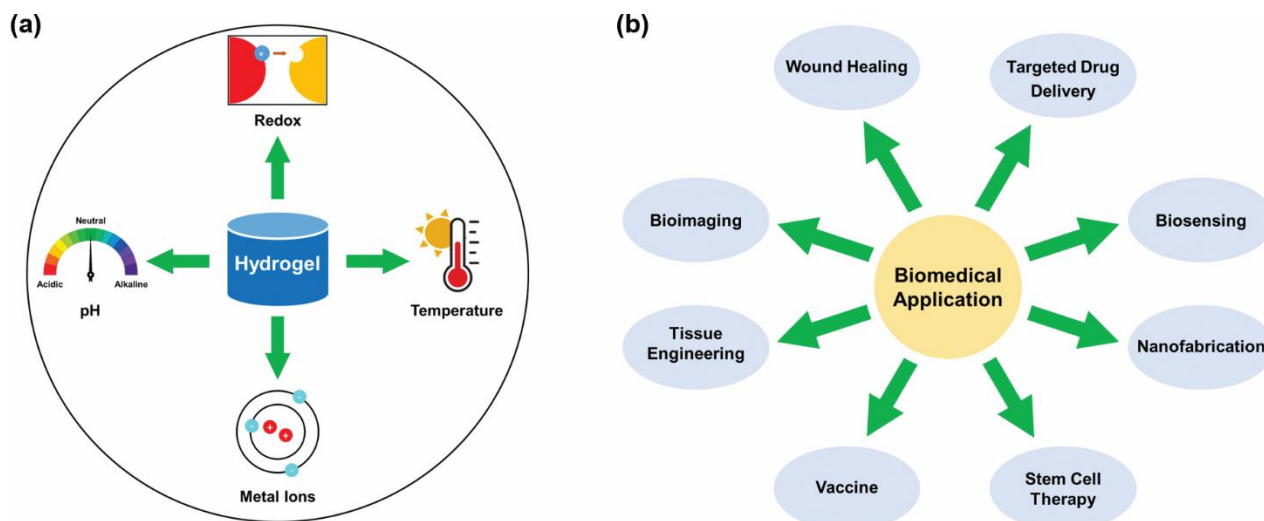 (a)
Redox
Neutral
Acidic
Alkaline
pH
Hydrogel
Temperature
Metal Ions
(b)
Wound Healing
Targeted Drug
Delivery
Bioimaging
Biosensing
Biomedical
Application
Tissue
Engineering
Nanofabrication
Vaccine
Stem Cell
Therapy